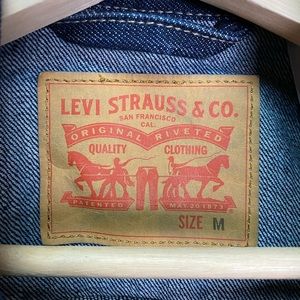 LEVI STRAUSS & CO.
SAN FRANCISCO
CAL.
ORIGINAL RIVETED
QUALITY CLOTHING
PATENTED MAY 20 1873
SIZE M